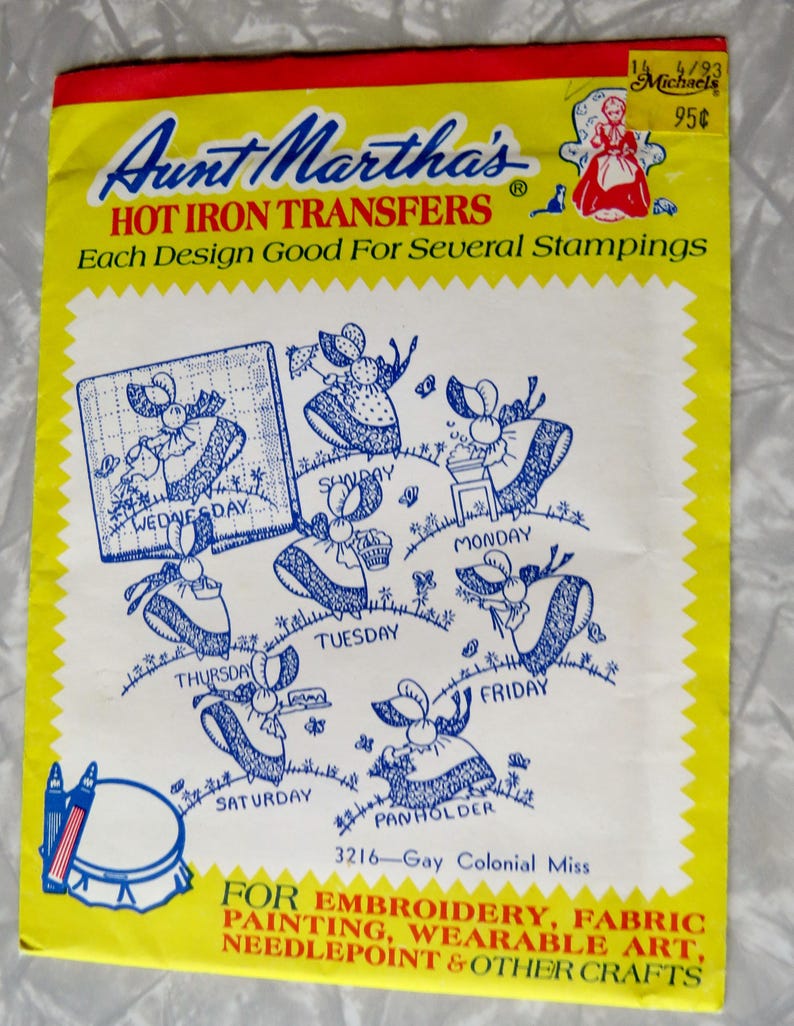 14 4/93
Michaels
95¢
Aunt Martha's®
HOT IRON TRANSFERS
Each Design Good For Several Stampings
SUNDAY
WEDNESDAY
MONDAY
TUESDAY
THURSDAY
FRIDAY
SATURDAY
PANHOLDER
3216—Gay Colonial Miss
FOR EMBROIDERY, FABRIC
PAINTING, WEARABLE ART,
NEEDLEPOINT & OTHER CRAFTS